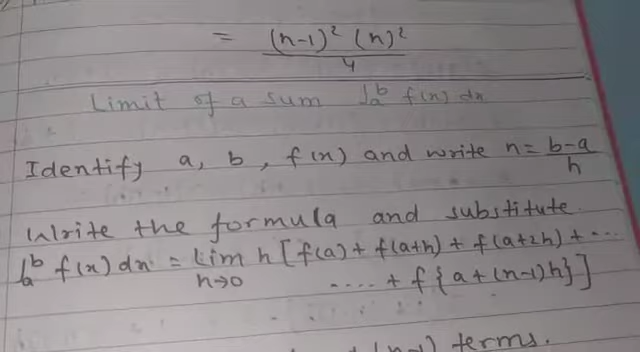 = (n-1)² (n)² / 4
Limit of a sum ∫ₐᵇ f(x) dx
Identify a, b, f(x) and write n = b-a / h
Write the formula and substitute.
∫ₐᵇ f(x) dx = lim h→0 h [f(a) + f(a+h) + f(a+2h) + ....
..... + f{a+(n-1)h}]
(n-1) terms.